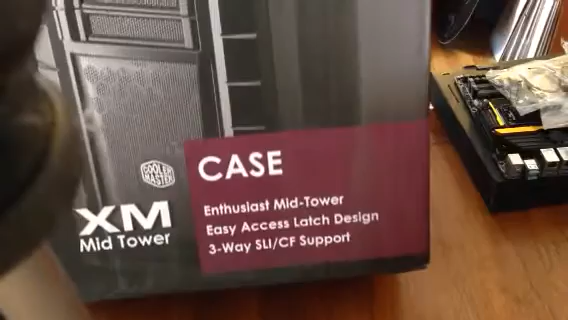 CASE
Enthusiast Mid-Tower
Easy Access Latch Design
3-Way SLI/CF Support
COOLER
MASTER
XM
Mid Tower